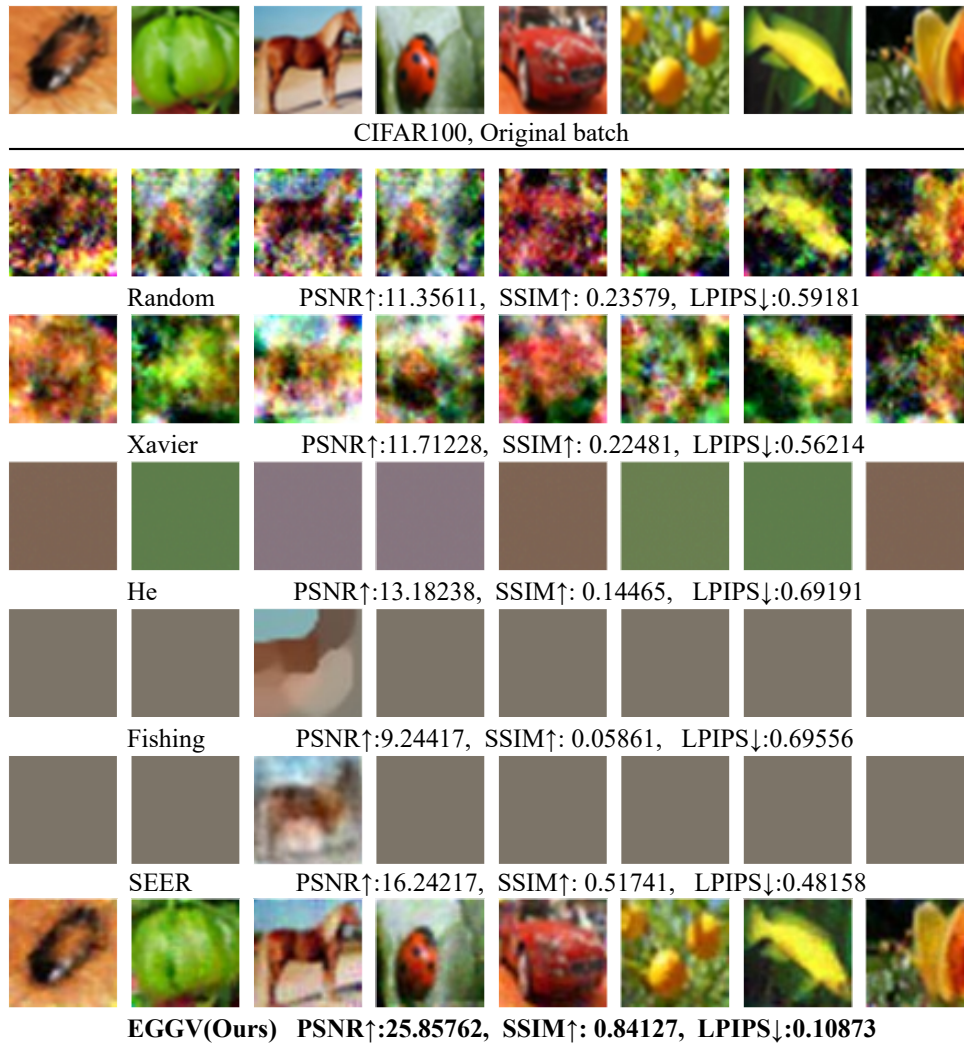 CIFAR100, Original batch
Random PSNR↑:11.35611, SSIM↑: 0.23579, LPIPS↓:0.59181
Xavier PSNR↑:11.71228, SSIM↑: 0.22481, LPIPS↓:0.56214
He PSNR↑:13.18238, SSIM↑: 0.14465, LPIPS↓:0.69191
Fishing PSNR↑:9.24417, SSIM↑: 0.05861, LPIPS↓:0.69556
SEER PSNR↑:16.24217, SSIM↑: 0.51741, LPIPS↓:0.48158
EGGV(Ours) PSNR↑:25.85762, SSIM↑: 0.84127, LPIPS↓:0.10873